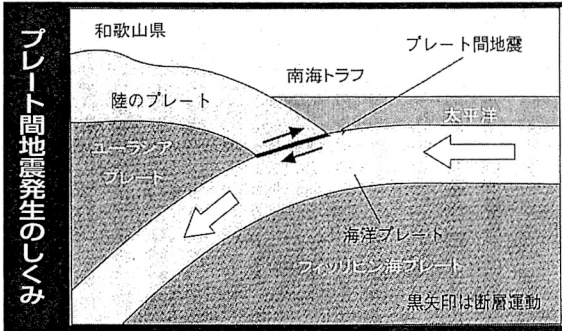 プレート間地震発生のしくみ
和歌山県
プレート間地震
南海トラフ
陸のプレート
太平洋
ユーラシア
プレート
海洋プレート
フィリピン海プレート
黒矢印は断層運動